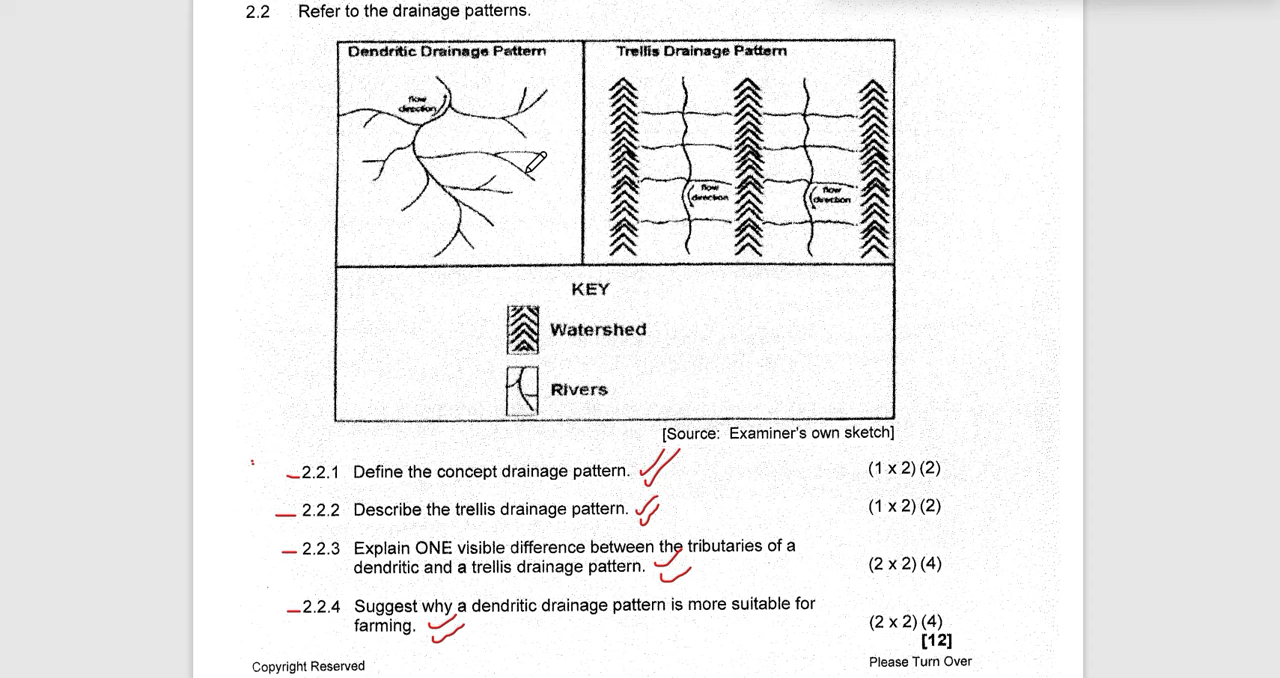 2.2 Refer to the drainage patterns.
Dendritic Drainage Pattern
Trellis Drainage Pattern
flow
direction
flow
direction
flow
direction
KEY
Watershed
Rivers
[Source: Examiner's own sketch]
2.2.1 Define the concept drainage pattern. (1 x 2) (2)
2.2.2 Describe the trellis drainage pattern. (1 x 2) (2)
2.2.3 Explain ONE visible difference between the tributaries of a
dendritic and a trellis drainage pattern. (2 x 2) (4)
2.2.4 Suggest why a dendritic drainage pattern is more suitable for
farming. (2 x 2) (4)
[12]
Copyright Reserved Please Turn Over